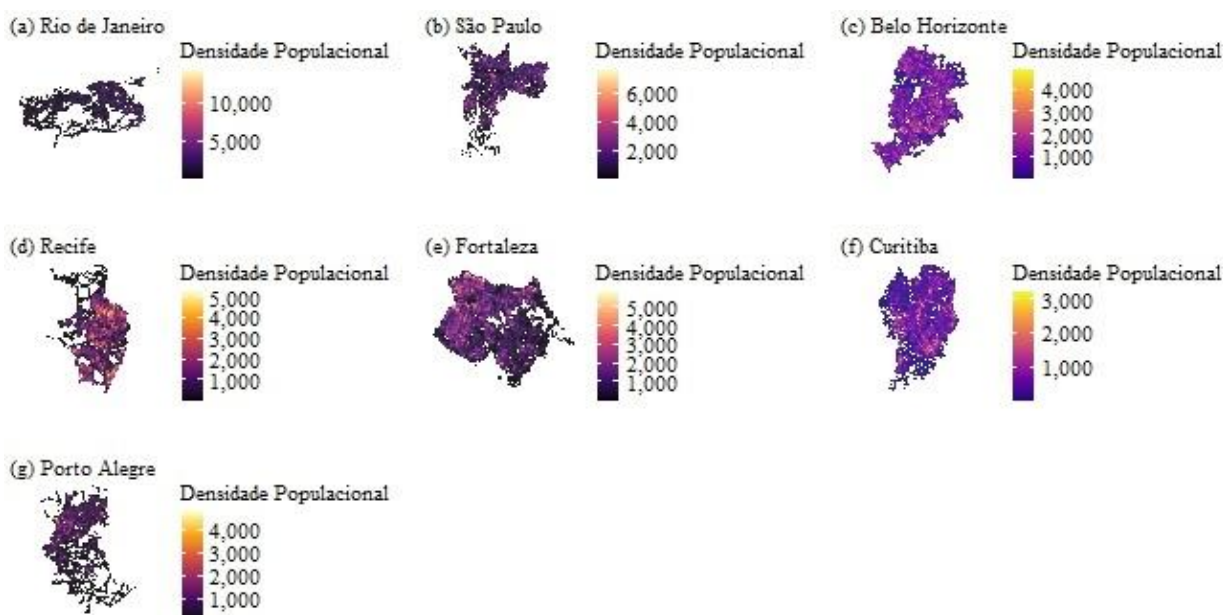 (a) Rio de Janeiro
Densidade Populacional
10,000
5,000
(b) São Paulo
Densidade Populacional
6,000
4,000
2,000
(c) Belo Horizonte
Densidade Populacional
4,000
3,000
2,000
1,000
(d) Recife
Densidade Populacional
5,000
4,000
3,000
2,000
1,000
(e) Fortaleza
Densidade Populacional
5,000
4,000
3,000
2,000
1,000
(f) Curitiba
Densidade Populacional
3,000
2,000
1,000
(g) Porto Alegre
Densidade Populacional
4,000
3,000
2,000
1,000